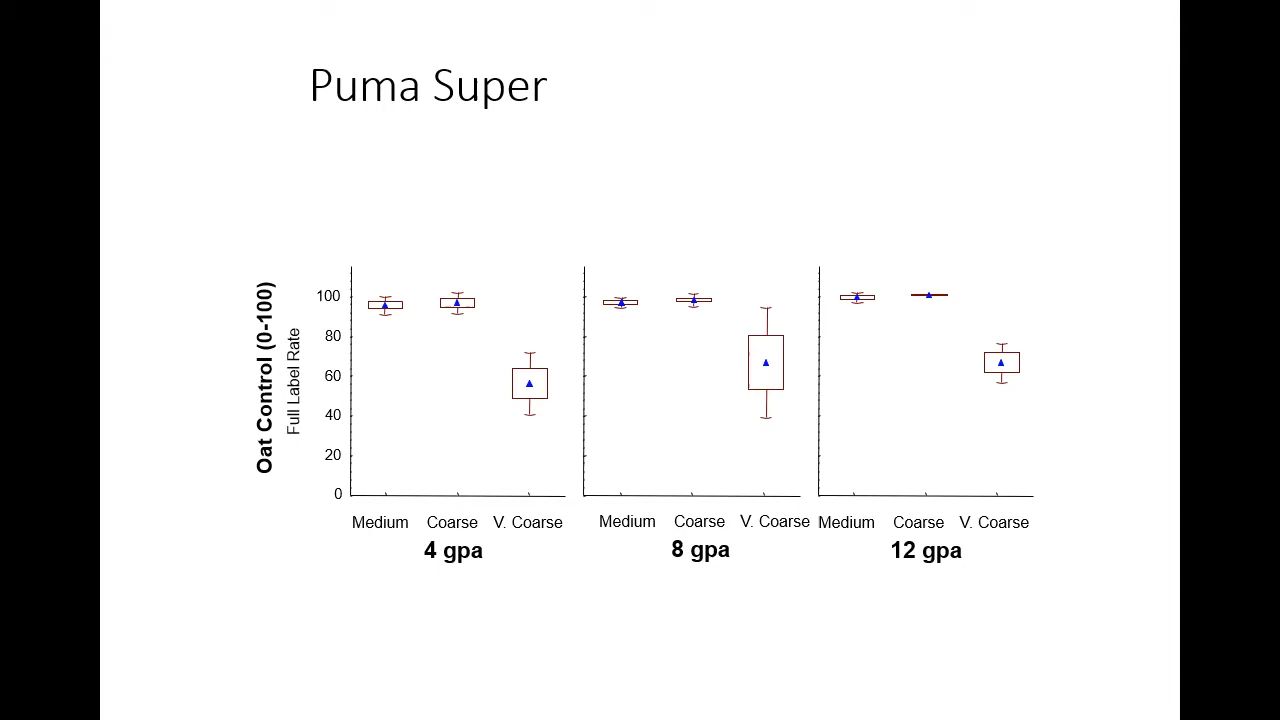 Puma Super
Oat Control (0-100)
Full Label Rate
100
80
60
40
20
0
Medium Coarse V. Coarse Medium Coarse V. Coarse Medium Coarse V. Coarse
4 gpa 8 gpa 12 gpa